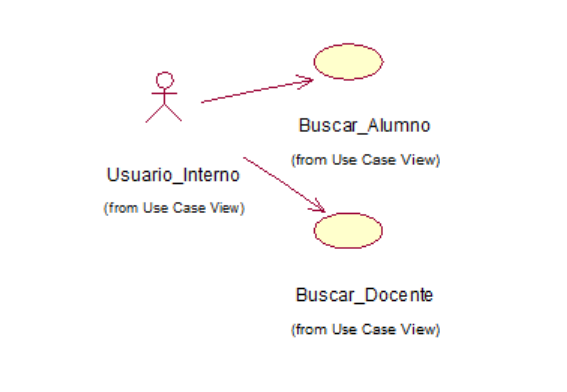 Buscar_Alumno
(from Use Case View)
Usuario_Interno
(from Use Case View)
Buscar_Docente
(from Use Case View)